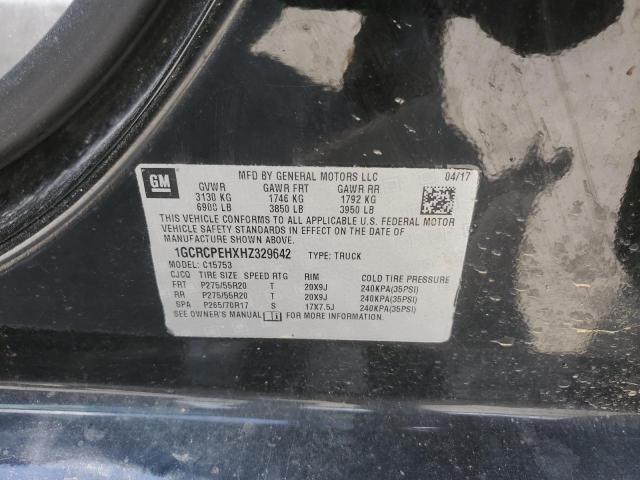 GM
MFD BY GENERAL MOTORS LLC 04/17
GVWR GAWR FRT GAWR RR
3130 KG 1746 KG 1792 KG
6900 LB 3850 LB 3950 LB
THIS VEHICLE CONFORMS TO ALL APPLICABLE U.S. FEDERAL MOTOR
VEHICLE SAFETY STANDARDS IN EFFECT ON THE DATE OF
MANUFACTURE SHOWN ABOVE.
1GCRCPEHXHZ329642 TYPE: TRUCK
MODEL: C15753
CJCQ TIRE SIZE SPEED RTG RIM COLD TIRE PRESSURE
FRT P275/55R20 T 20X9J 240KPA(35PSI)
RR P275/55R20 T 20X9J 240KPA(35PSI)
SPA P265/70R17 S 17X7.5J 240KPA(35PSI)
SEE OWNER'S MANUAL FOR MORE INFORMATION.